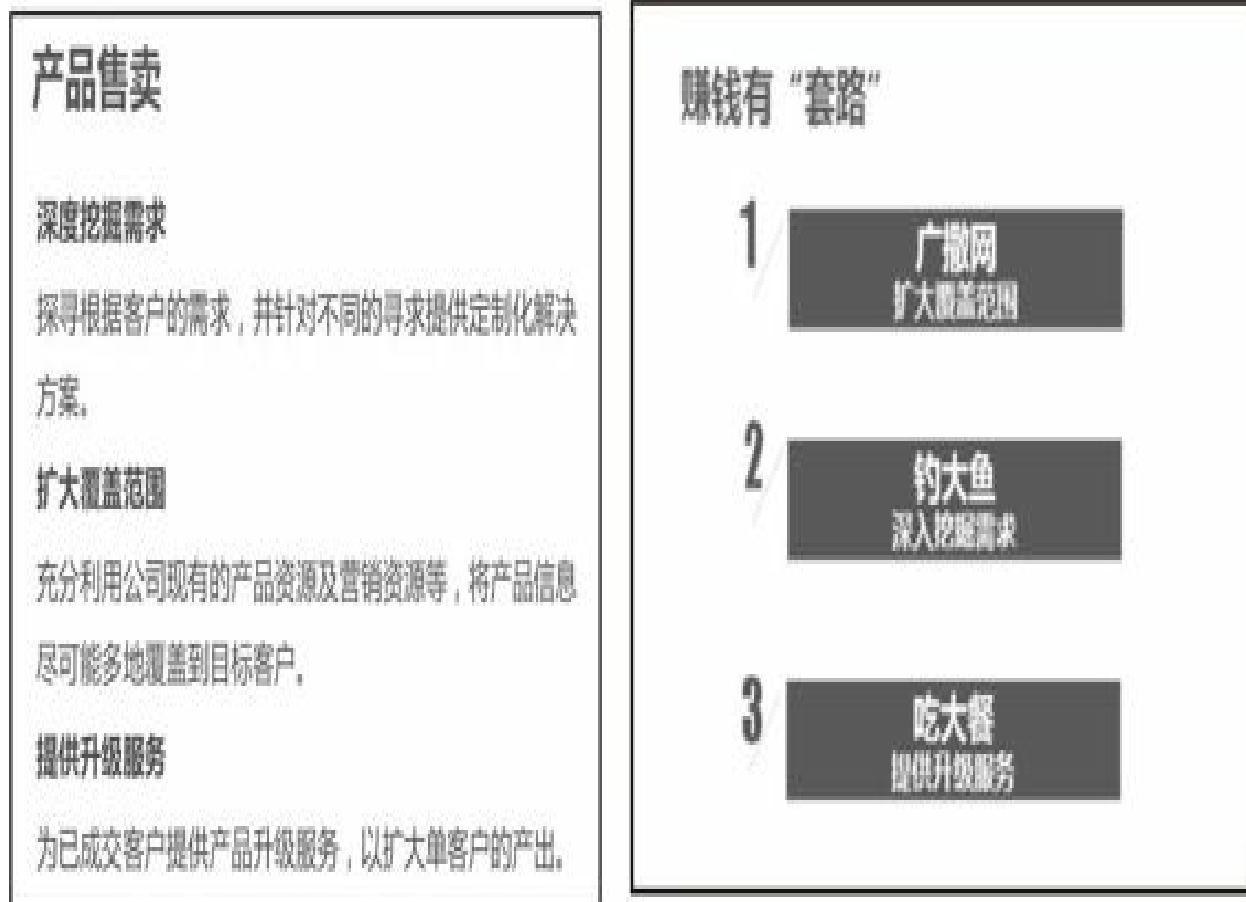 产品售卖
深度挖掘需求
探寻根据客户的需求，并针对不同的寻求提供定制化解决
方案。
扩大覆盖范围
充分利用公司现有的产品资源及营销资源等，将产品信息
尽可能多地覆盖到目标客户。
提供升级服务
为已成交客户提供产品升级服务，以扩大单客户的产出。
赚钱有“套路”
1
广撒网
扩大覆盖范围
2
钓大鱼
深入挖掘需求
3
吃大餐
提供升级服务